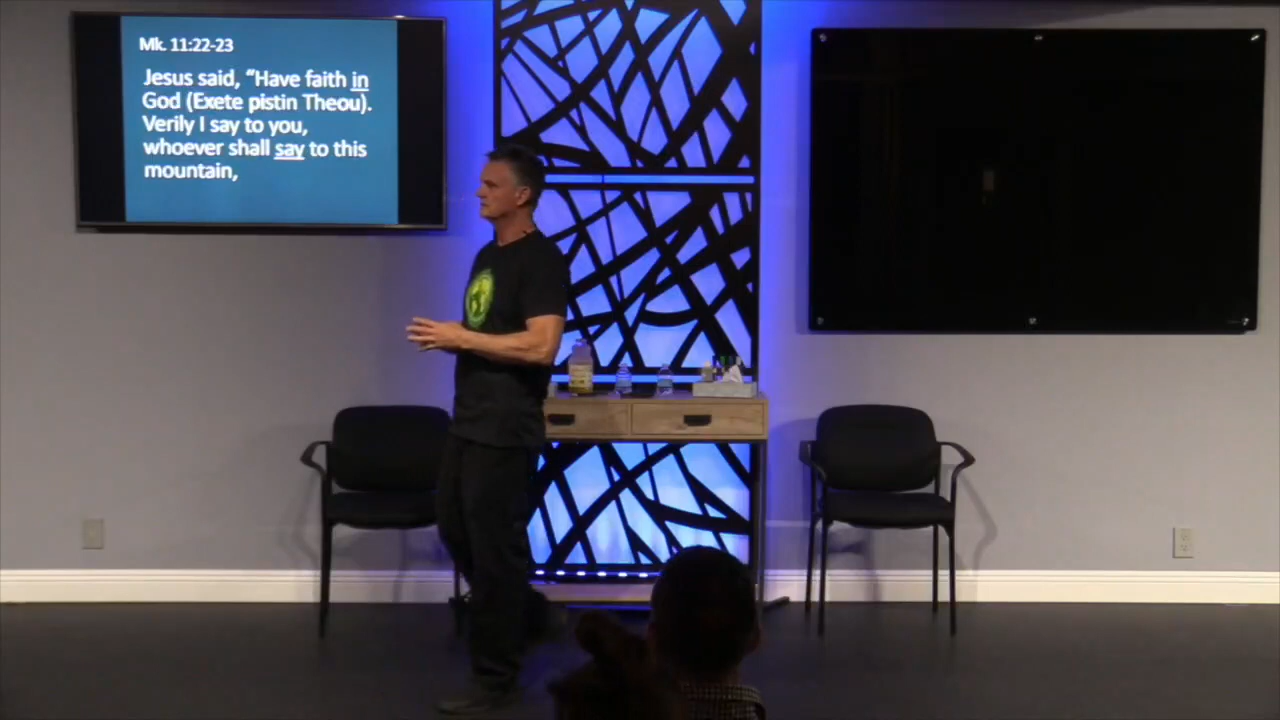 Mk. 11:22-23
Jesus said, “Have faith in
God (Exete pistin Theou).
Verily I say to you,
whoever shall say to this
mountain,